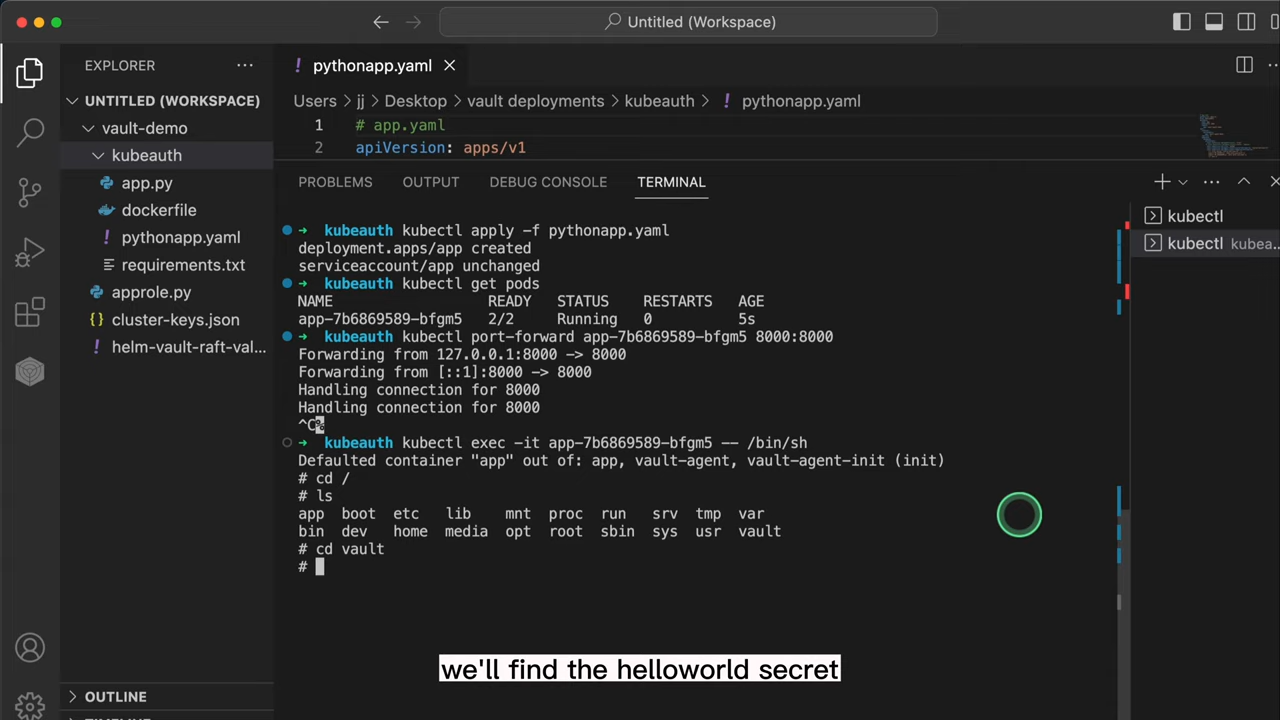 Untitled (Workspace)
EXPLORER
UNTITLED (WORKSPACE)
vault-demo
kubeauth
app.py
dockerfile
pythonapp.yaml
requirements.txt
approle.py
cluster-keys.json
helm-vault-raft-val...
OUTLINE
pythonapp.yaml
Users > jj > Desktop > vault deployments > kubeauth > ! pythonapp.yaml
1 # app.yaml
2 apiVersion: apps/v1
PROBLEMS OUTPUT DEBUG CONSOLE TERMINAL
kubectl
kubectl kubea...
→ kubeauth kubectl apply -f pythonapp.yaml
deployment.apps/app created
serviceaccount/app unchanged
→ kubeauth kubectl get pods
NAME READY STATUS RESTARTS AGE
app-7b6869589-bfgm5 2/2 Running 0 5s
→ kubeauth kubectl port-forward app-7b6869589-bfgm5 8000:8000
Forwarding from 127.0.0.1:8000 -> 8000
Forwarding from [::1]:8000 -> 8000
Handling connection for 8000
Handling connection for 8000
^C%
→ kubeauth kubectl exec -it app-7b6869589-bfgm5 -- /bin/sh
Defaulted container "app" out of: app, vault-agent, vault-agent-init (init)
# cd /
# ls
app boot etc lib mnt proc run srv tmp var
bin dev home media opt root sbin sys usr vault
# cd vault
#
we'll find the helloworld secret